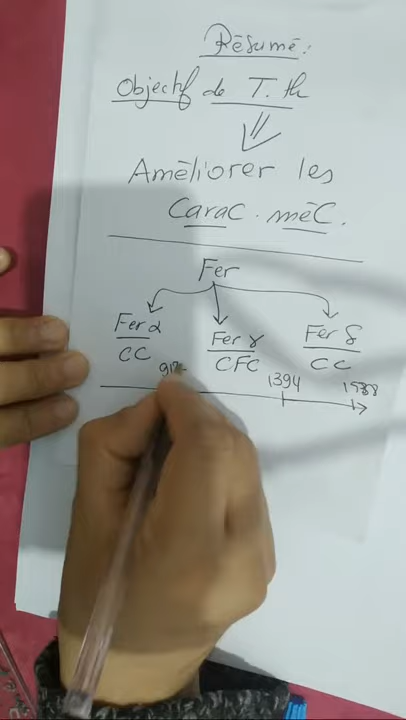 Résumé:
Objectif de T. th
Améliorer les
CaraC. méC.
Fer
Fer α Fer γ Fer δ
CC CFC CC
1394